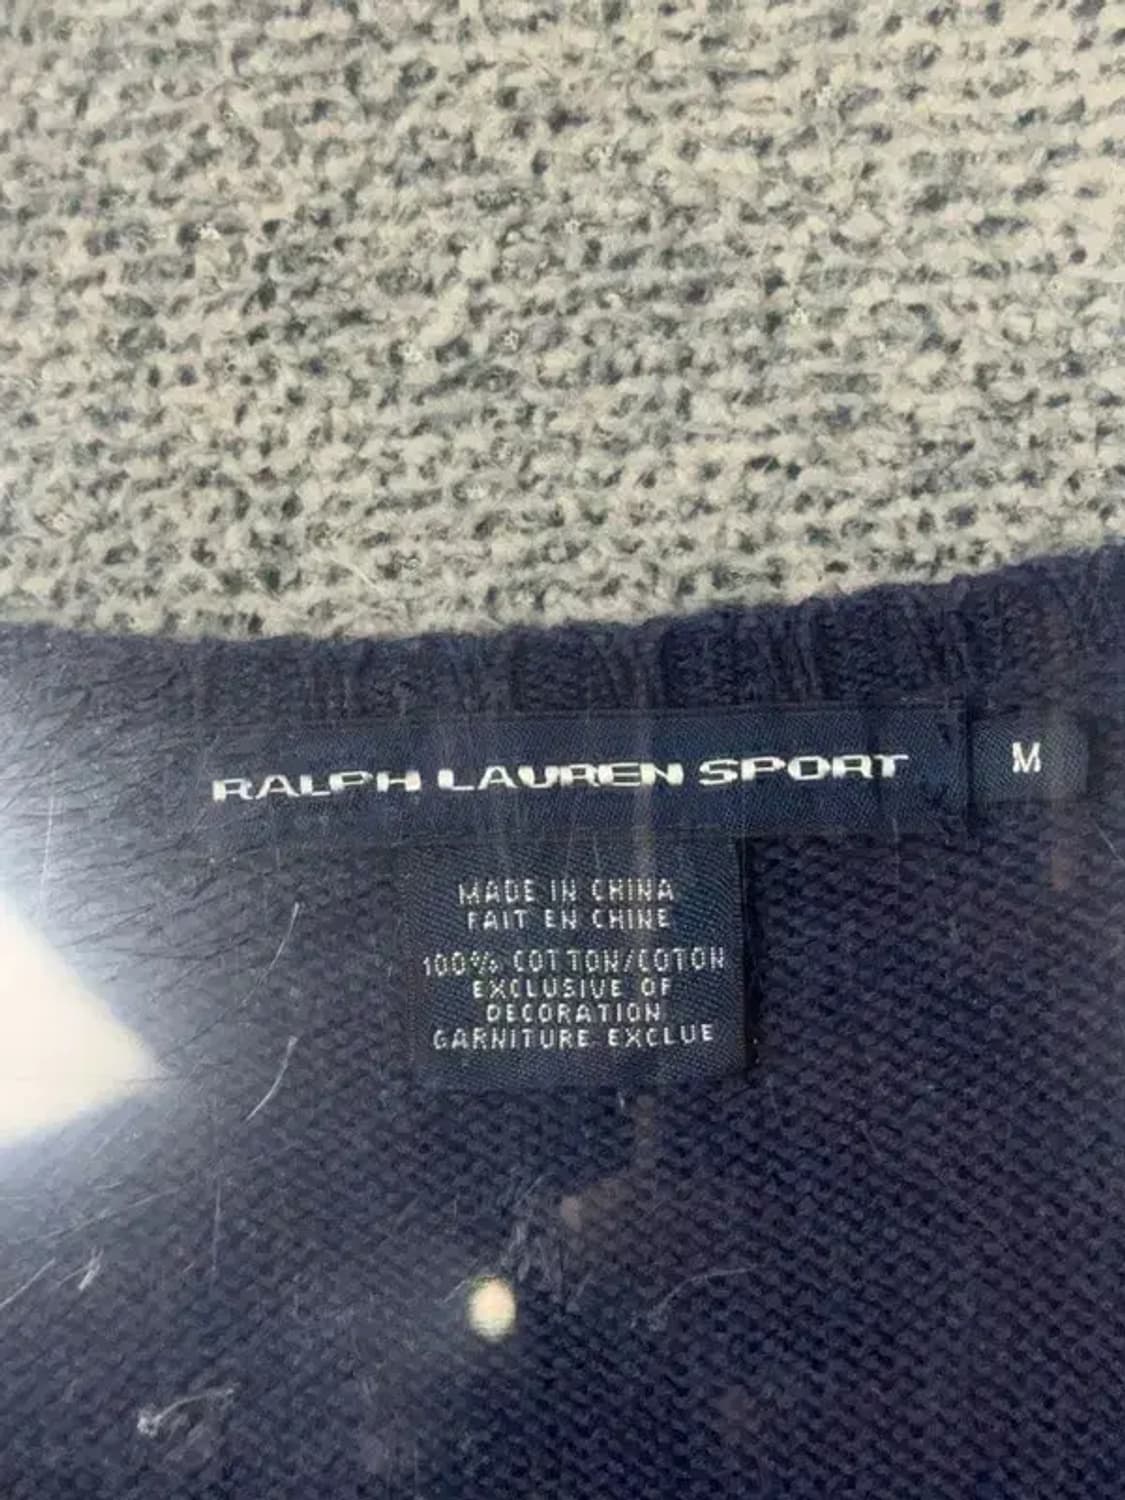 RALPH LAUREN SPORT
M
MADE IN CHINA
FAIT EN CHINE
100% COTTON/COTON
EXCLUSIVE OF
DECORATION
GARNITURE EXCLUE